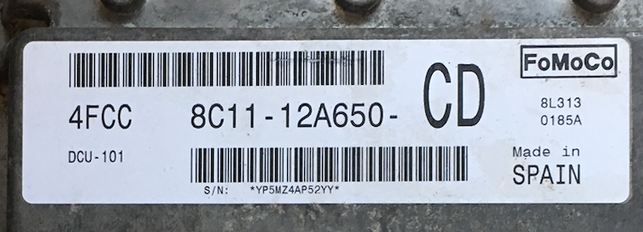 FoMoCo
4FCC 8C11-12A650-CD
8L313
0185A
DCU-101
Made in
SPAIN
S/N: *YP5MZ4AP52YY*